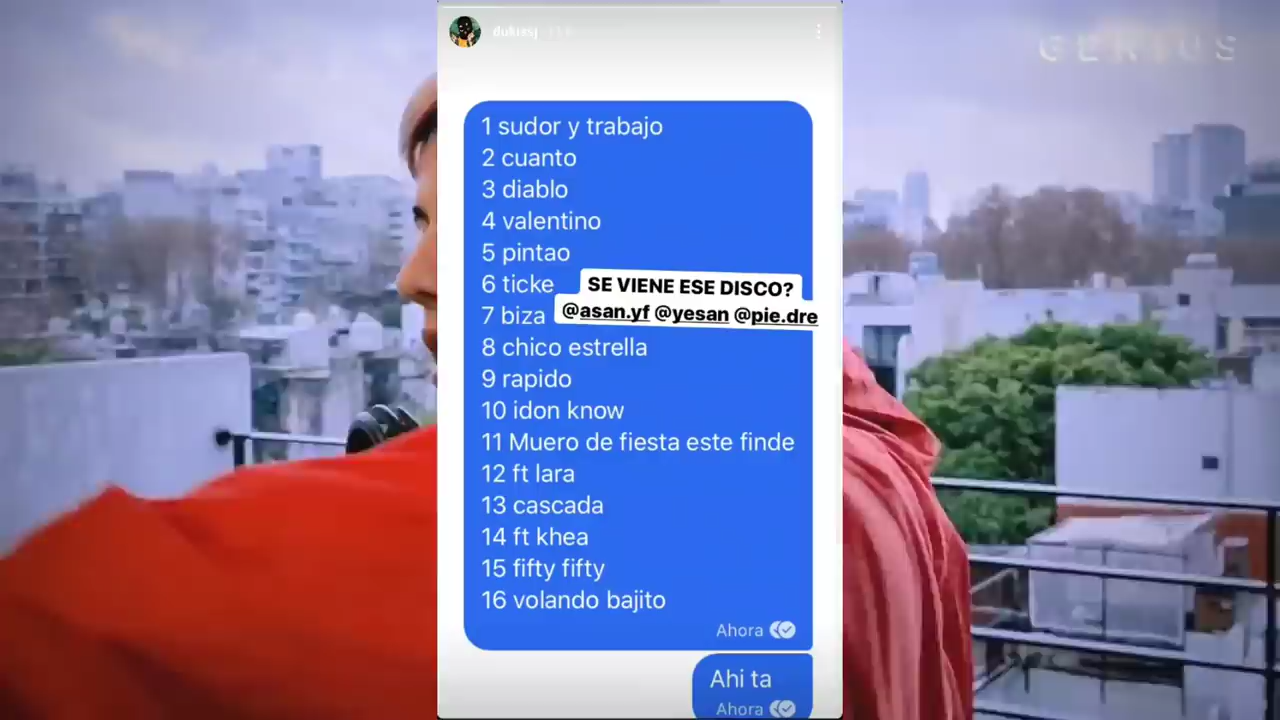 GENIUS
1 sudor y trabajo
2 cuanto
3 diablo
4 valentino
5 pintao
6 ticke
SE VIENE ESE DISCO?
7 biza
@asan.yf @yesan @pie.dre
8 chico estrella
9 rapido
10 idon know
11 Muero de fiesta este finde
12 ft lara
13 cascada
14 ft khea
15 fifty fifty
16 volando bajito
Ahora
Ahi ta
Ahora